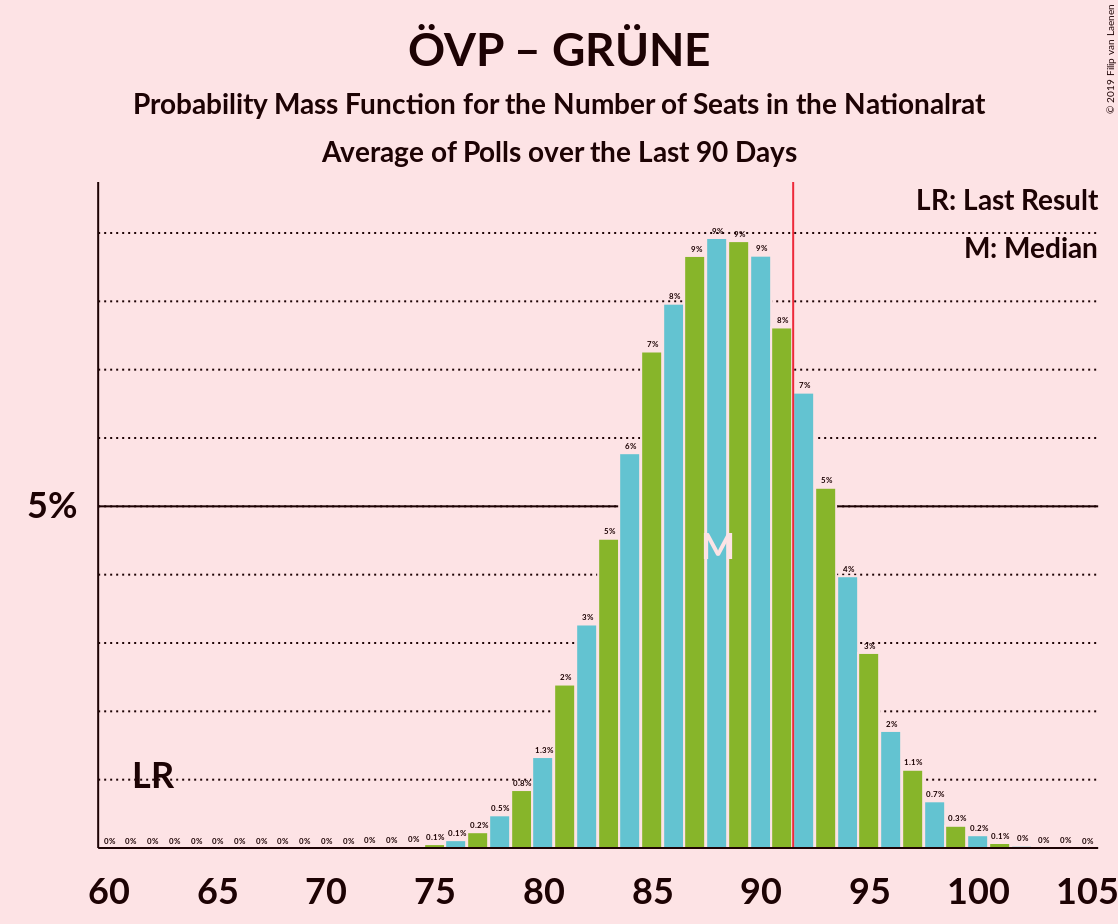 ÖVP – GRÜNE
Probability Mass Function for the Number of Seats in the Nationalrat
Average of Polls over the Last 90 Days
© 2019 Filip van Laenen
LR: Last Result
M: Median
5%
0% 0% 0% 0% 0% 0% 0% 0% 0% 0% 0% 0% 0% 0% 0% 0.1% 0.1% 0.2% 0.5% 0.8% 1.3% 2% 3% 5% 6% 7% 8% 9% 9% 9% 9% 8% 7% 5% 4% 3% 2% 1.1% 0.7% 0.3% 0.2% 0.1% 0% 0% 0% 0%
M
LR
60 65 70 75 80 85 90 95 100 105